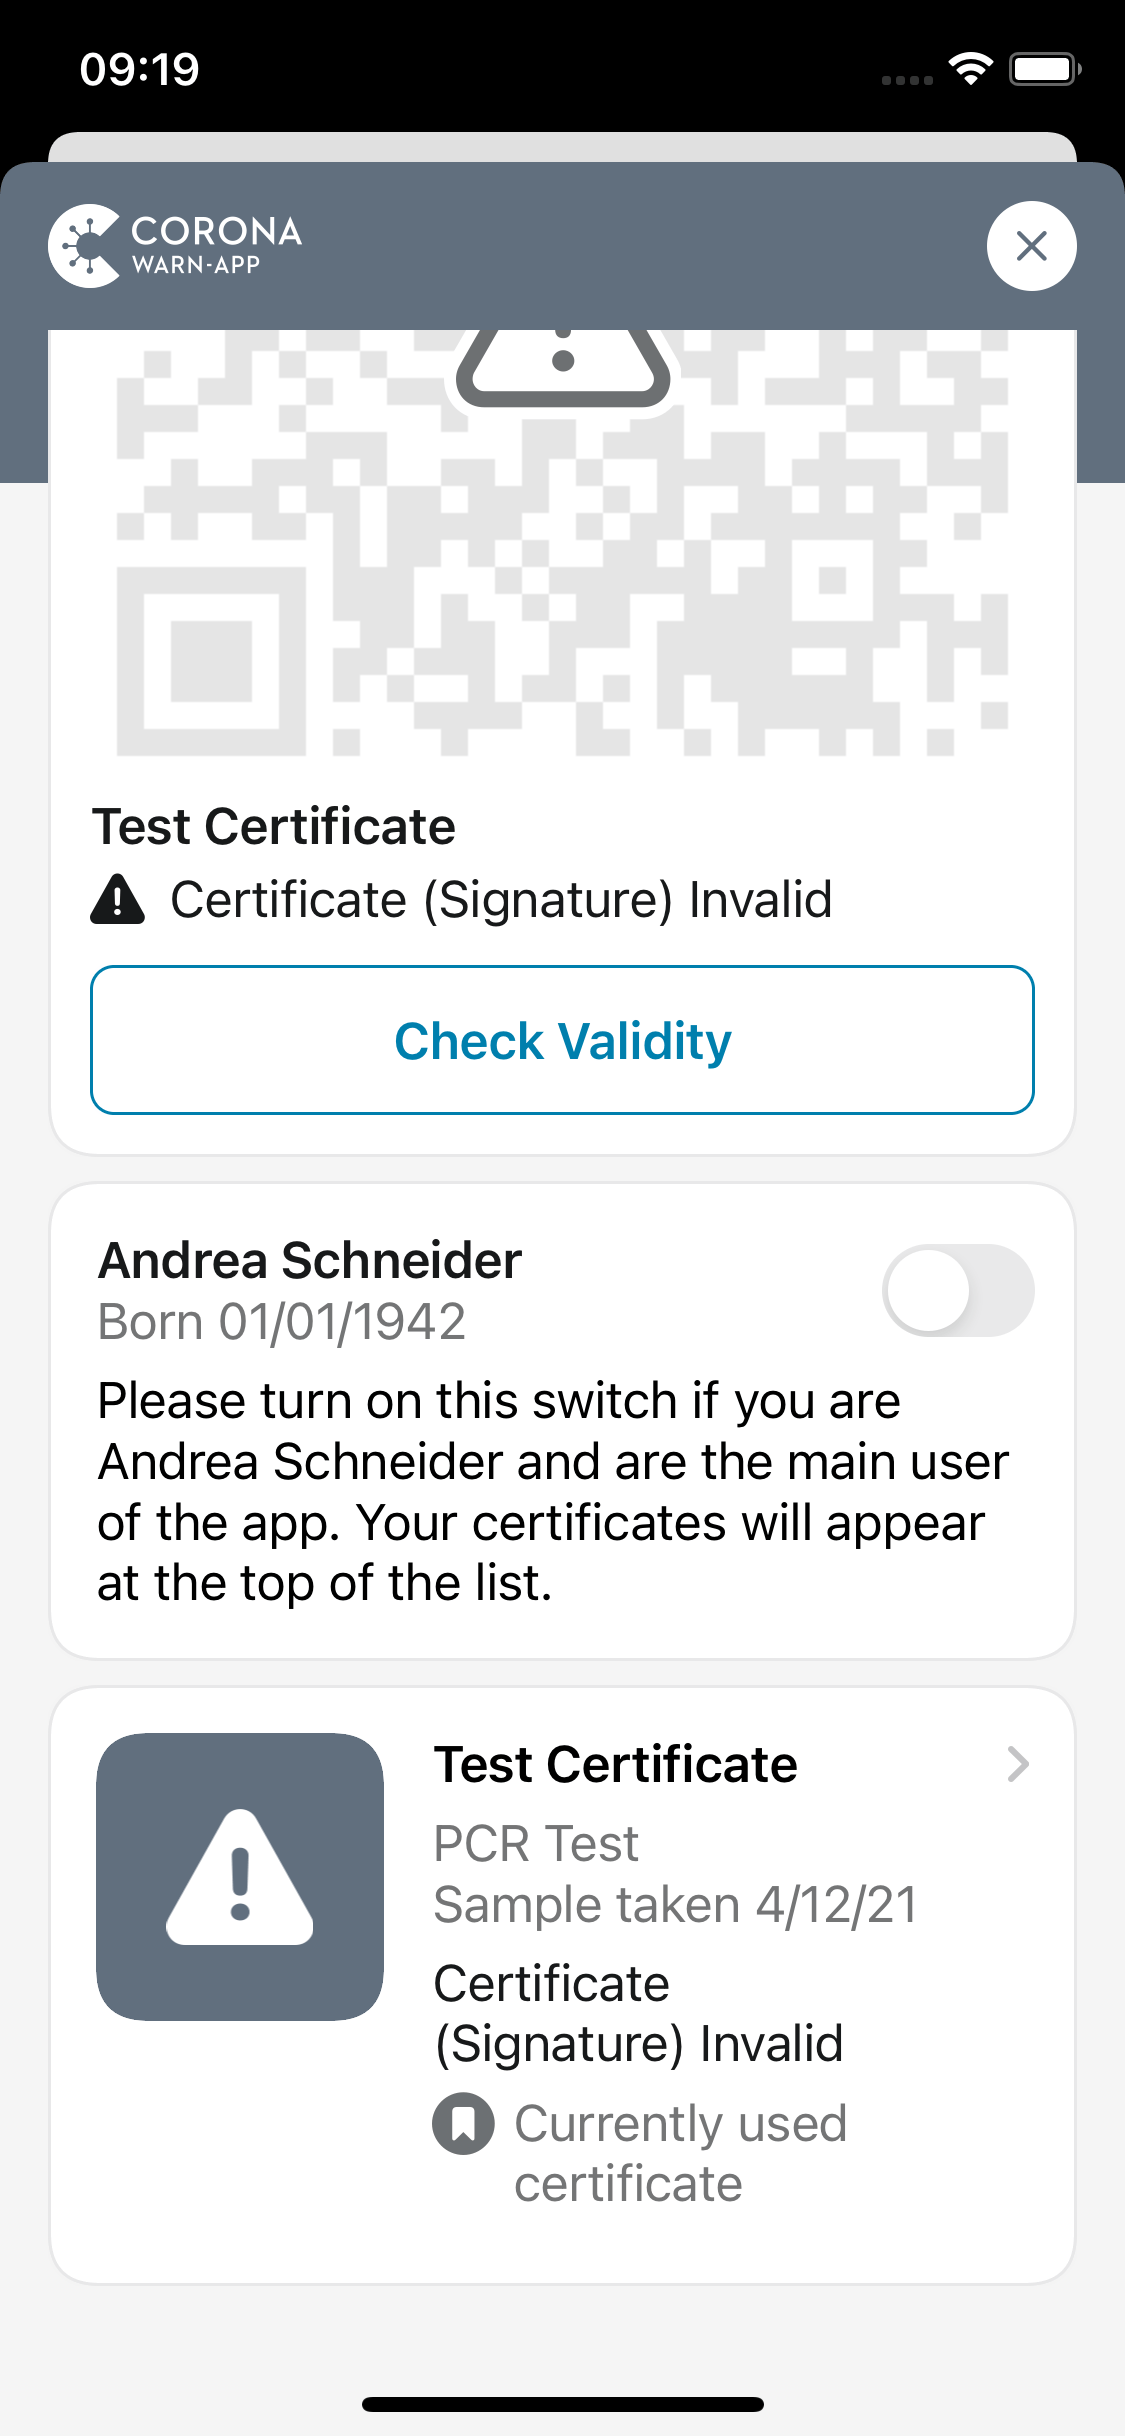 09:19
CORONA
WARN-APP
Test Certificate
Certificate (Signature) Invalid
Check Validity
Andrea Schneider
Born 01/01/1942
Please turn on this switch if you are
Andrea Schneider and are the main user
of the app. Your certificates will appear
at the top of the list.
Test Certificate
PCR Test
Sample taken 4/12/21
Certificate
(Signature) Invalid
Currently used
certificate